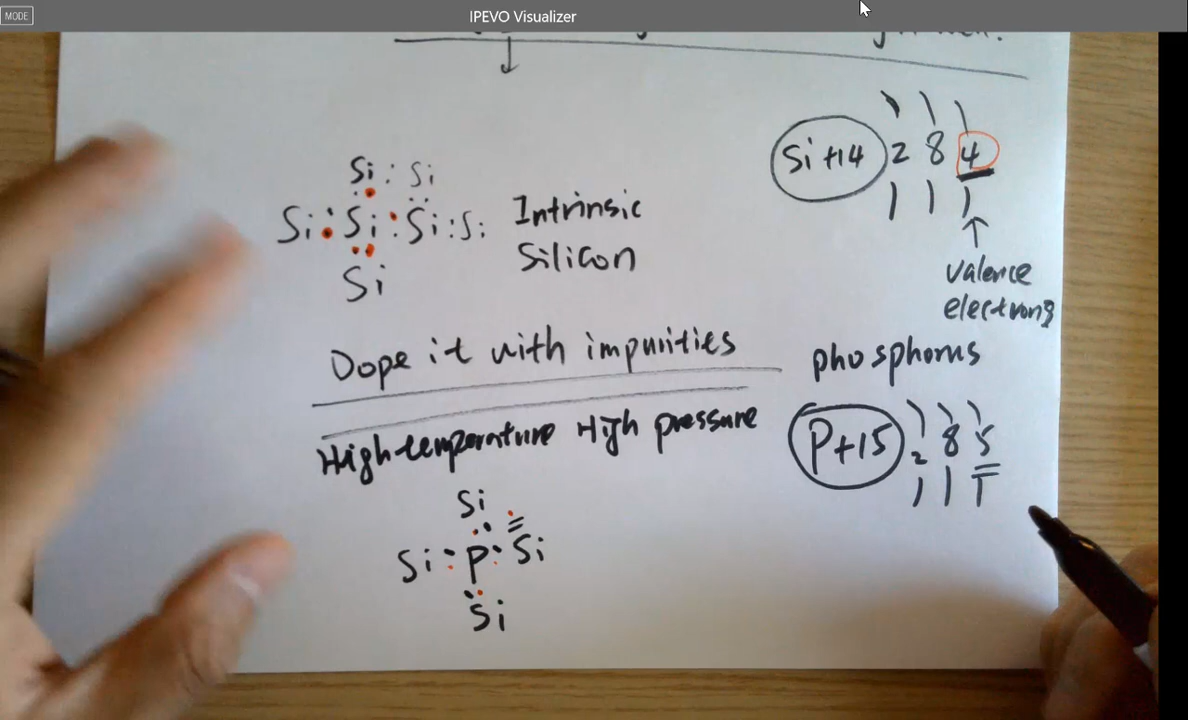 MODE
IPEVO Visualizer
Si : Si
Si : Si : Si : Si
Si
Intrinsic
Silicon
Si +14 2 8 4
valence
electrons
Dope it with impurities
High-temperature High pressure
phosphorus
P+15 2 8 5
Si
Si : P : Si
Si